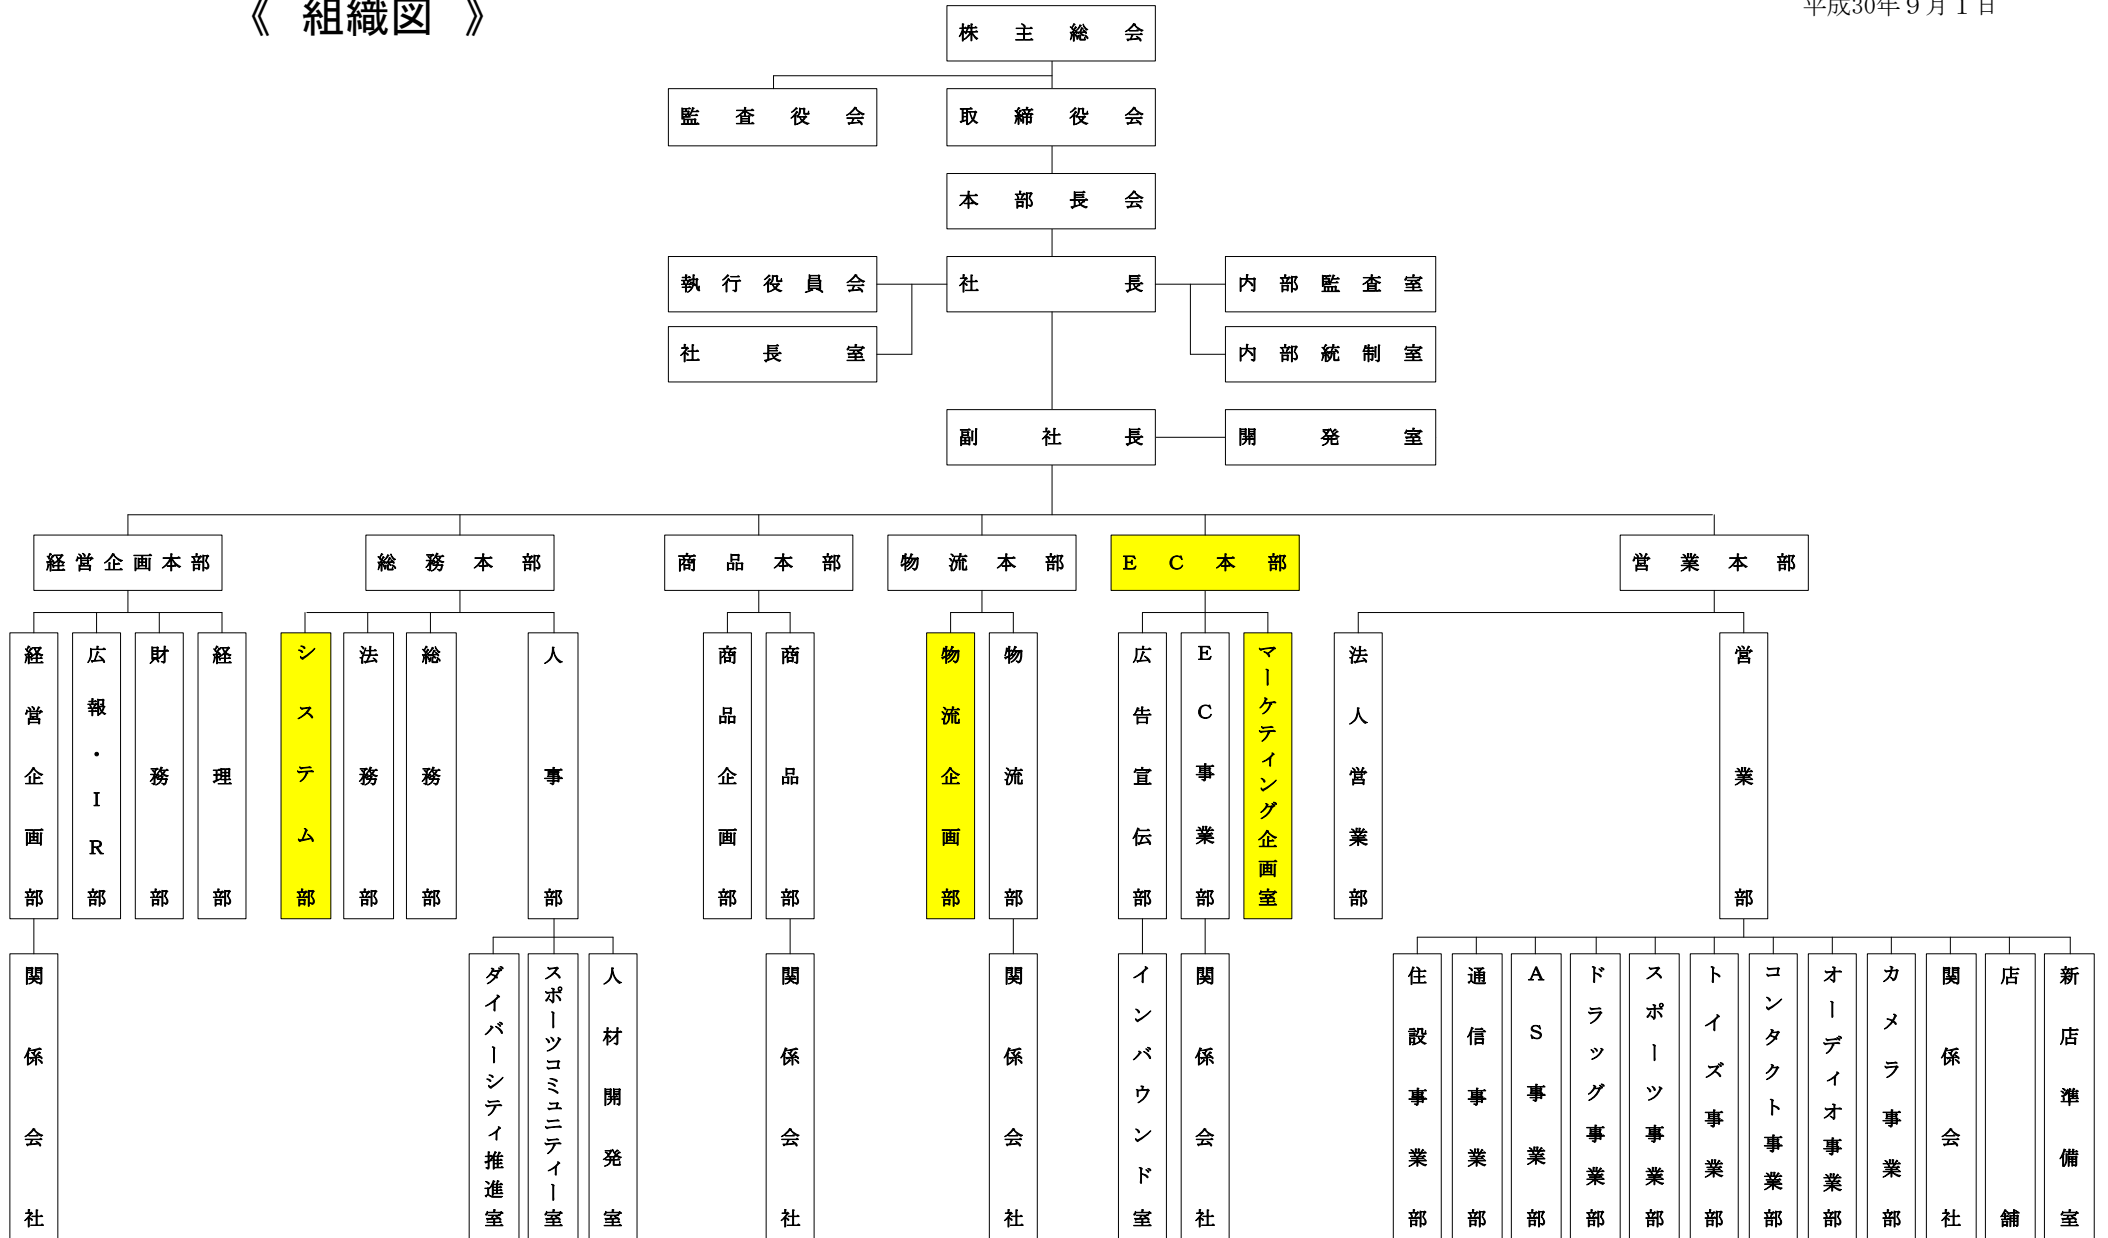 《 組織図 》
平成30年９月１日
株主総会
監査役会
取締役会
本部長会
執行役員会
社長
内部監査室
社長室
内部統制室
副社長
開発室
経営企画本部
総務本部
商品本部
物流本部
ＥＣ本部
営業本部
経営企画部
広報・ＩＲ部
財務部
経理部
システム部
法務部
総務部
人事部
商品企画部
商品部
物流企画部
物流部
広告宣伝部
ＥＣ事業部
マーケティング企画室
法人営業部
営業部
関係会社
ダイバーシティ推進室
スポーツコミュニティー室
人材開発室
関係会社
関係会社
インバウンド室
関係会社
住設事業部
通信事業部
ＡＳ事業部
ドラッグ事業部
スポーツ事業部
トイズ事業部
コンタクト事業部
オーディオ事業部
カメラ事業部
関係会社
店舗
新店準備室